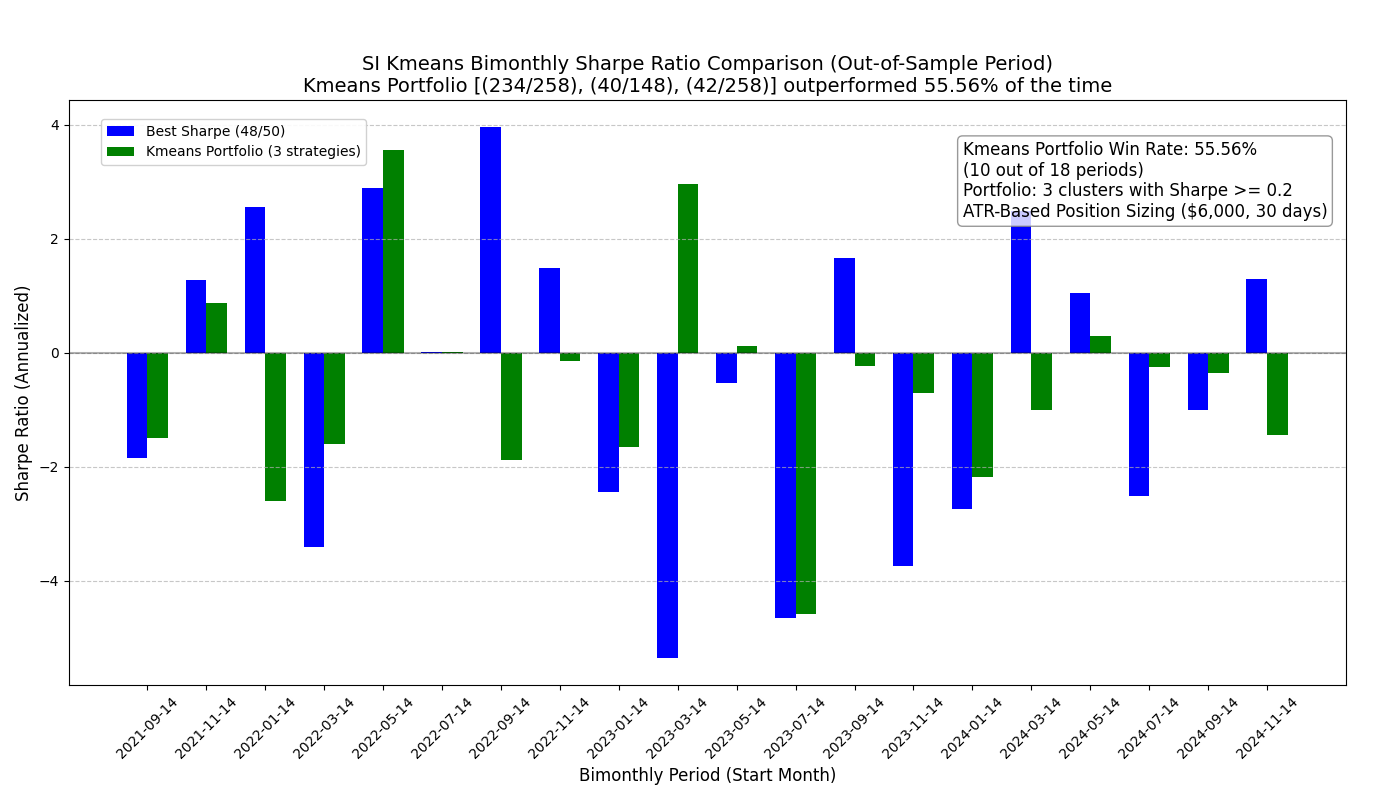 SI Kmeans Bimonthly Sharpe Ratio Comparison (Out-of-Sample Period)
Kmeans Portfolio [(234/258), (40/148), (42/258)] outperformed 55.56% of the time
Best Sharpe (48/50)
Kmeans Portfolio (3 strategies)
Kmeans Portfolio Win Rate: 55.56%
(10 out of 18 periods)
Portfolio: 3 clusters with Sharpe >= 0.2
ATR-Based Position Sizing ($6,000, 30 days)
Sharpe Ratio (Annualized)
4
2
0
−2
−4
2021-09-14
2021-11-14
2022-01-14
2022-03-14
2022-05-14
2022-07-14
2022-09-14
2022-11-14
2023-01-14
2023-03-14
2023-05-14
2023-07-14
2023-09-14
2023-11-14
2024-01-14
2024-03-14
2024-05-14
2024-07-14
2024-09-14
2024-11-14
Bimonthly Period (Start Month)